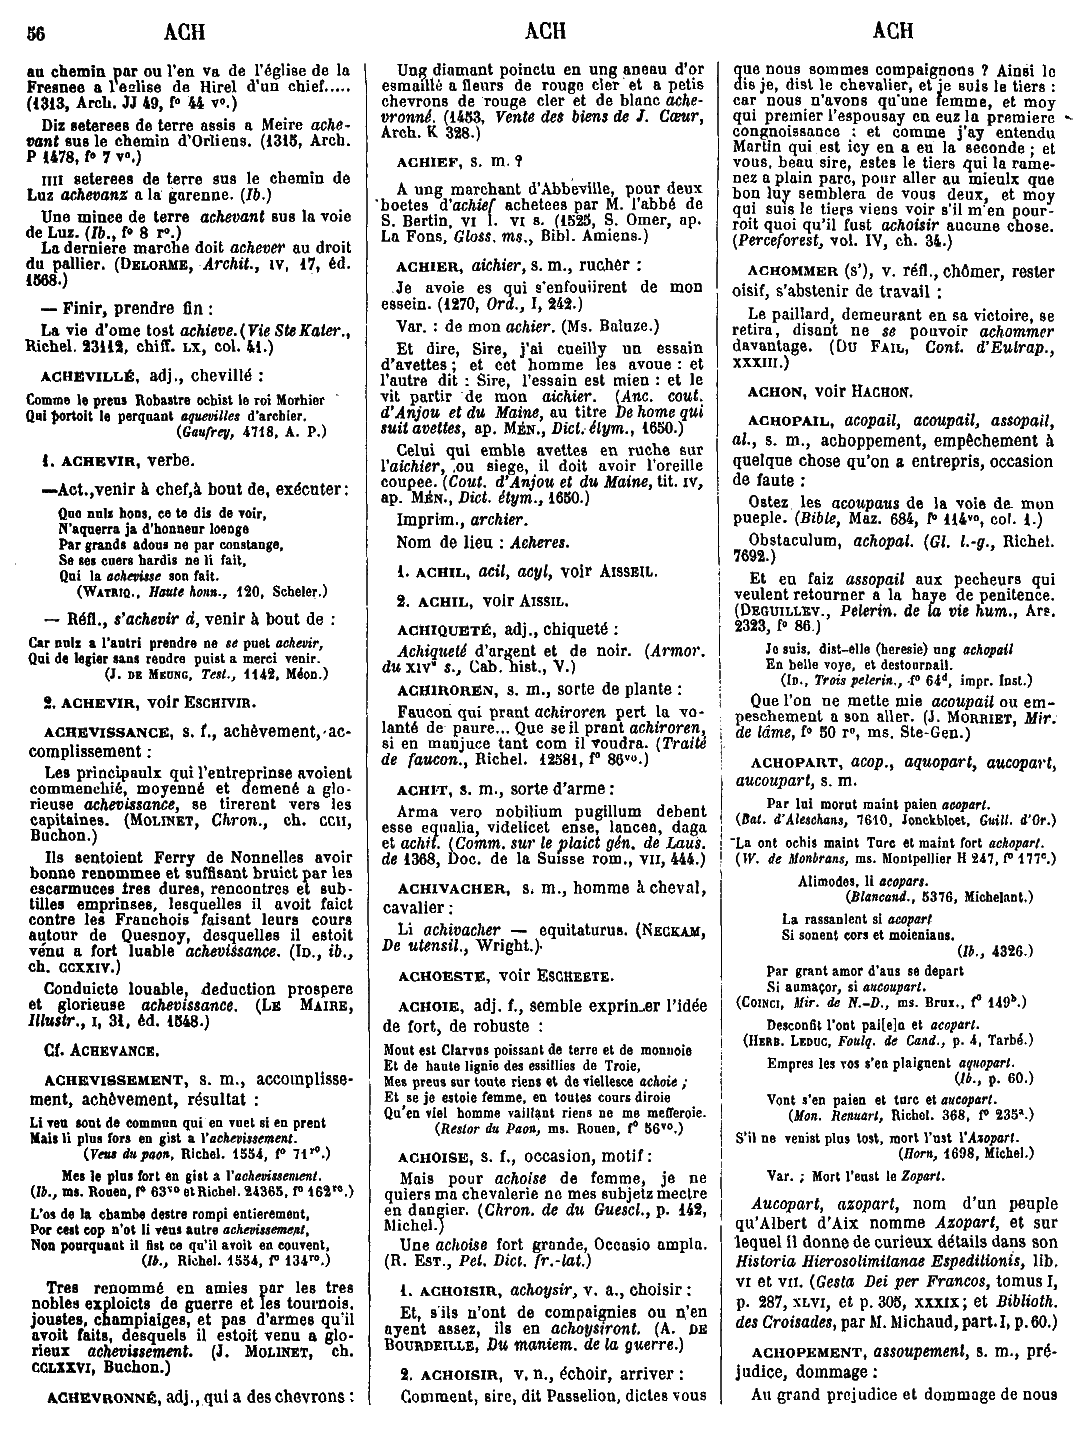 56 ACH ACH ACH
au chemin par ou l'en va de l'église de la
Fresnee a l'eglise de Hirel d'un chief.....
(1313, Arch. JJ 49, f° 44 v°.)
Diz seterees de terre assis a Meire ache-
vant sus le chemin d'Orliens. (1315, Arch.
P 1478, f° 7 v°.)
IIII seterees de terre sus le chemin de
Luz achevanz a la garenne. (Ib.)
Une minee de terre achevant sus la voie
de Luz. (Ib., f° 8 r°.)
La derniere marche doit achever au droit
du pallier. (DELORME, Archit., IV, 17, éd.
1568.)
— Finir, prendre fin :
La vie d'ome tost achieve. (Vie Ste Kater.,
Richel. 23112, chiff. LX, col. 41.)
ACHEVILLÉ, adj., chevillé :
Comme le preus Robastre ochist le roi Morhier
Qui portoit le perquant aquevilles d'archier.
(Gaufrey, 4718, A. P.)
1. ACHEVIR, verbe.
—Act., venir à chef, à bout de, exécuter :
Que nulz hons, ce te dis de voir,
N'aquerra ja d'honneur loenge
Par grands adous ne par constange,
Se ses cuers hardis ne li fait,
Qui la achevisse son fait.
(WATRIQ., Haute honn., 120, Scheler.)
— Réfl., s'achevir d, venir à bout de :
Car nulz a l'autri prendre ne se puet achevir,
Qui de legier sans rendre puist a merci venir.
(J. DE MEUNG, Test., 1142, Méon.)
2. ACHEVIR, voir ESCHIVIR.
ACHEVISSANCE, s. f., achèvement, ac-
complissement :
Les principaulx qui l'entreprinse avoient
commenchié, moyenné et demené a glo-
rieuse achevissance, se tirerent vers les
capitaines. (MOLINET, Chron., ch. CCII,
Buchon.)
Ils sentoient Ferry de Nonnelles avoir
bonne renommee et suffisant bruict par les
escarmuces tres dures, rencontres et sub-
tilles emprinses, lesquelles il avoit faict
contre les Franchois faisant leurs cours
autour de Quesnoy, desquelles il estoit
venu a fort luable achevissance. (ID., ib.,
ch. CCXXIV.)
Conduicte louable, deduction prospere
et glorieuse achevissance. (LE MAIRE,
Illustr., I, 31, éd. 1548.)
Cf. ACHEVANCE.
ACHEVISSEMENT, s. m., accomplisse-
ment, achèvement, résultat :
Li veu sont de commun qui en vuet si en prent
Mais li plus fors en gist a l'achevissement.
(Veus du paon, Richel. 1554, f° 71 r°.)
Mes le plus fort en gist a l'achevissement.
(Ib., ms. Rouen, f° 63 v° et Richel. 24365, f° 162 r°.)
L'os de la chambe destre rompi entierement,
Por cest cop n'ot li veus autre achevissement,
Non pourquant il fist ce qu'il avoit en couvent,
(Ib., Richel. 1554, f° 134 r°.)
Tres renommé en amies par les tres
nobles exploicts de guerre et les tournois,
joustes, champiaiges, et pas d'armes qu'il
avoit faits, desquels il estoit venu a glo-
rieux achevissement. (J. MOLINET, ch.
CCLXXVI, Buchon.)
ACHEVRONNÉ, adj., qui a des chevrons :
Ung diamant poinctu en ung aneau d'or
esmaillé a fleurs de rouge cler et a petis
chevrons de rouge cler et de blanc ache-
vronné. (1453, Vente des biens de J. Cœur,
Arch. K 328.)
ACHIEF, s. m. ?
A ung marchant d'Abbeville, pour deux
boetes d'achief achetees par M. l'abbé de
S. Bertin, VI l. VI s. (1525, S. Omer, ap.
La Fons, Gloss. ms., Bibl. Amiens.)
ACHIER, aichier, s. m., rucher :
Je avoie es qui s'enfouirent de mon
essein. (1270, Ord., I, 242.)
Var. : de mon achier. (Ms. Baluze.)
Et dire, Sire, j'ai cueilly un essain
d'avettes ; et cet homme les avoue : et
l'autre dit : Sire, l'essain est mien : et le
vit partir de mon aichier. (Anc. cout.
d'Anjou et du Maine, au titre De home qui
suit avettes, ap. MÉN., Dict. étym., 1650.)
Celui qui emble avettes en ruche sur
l'aichier, ou siege, il doit avoir l'oreille
coupee. (Cout. d'Anjou et du Maine, tit. IV,
ap. MÉN., Dict. étym., 1650.)
Imprim., archier.
Nom de lieu : Acheres.
1. ACHIL, acil, acyl, voir AISSEIL.
2. ACHIL, voir AISSIL.
ACHIQUETÉ, adj., chiqueté :
Achiqueté d'argent et de noir. (Armor.
du XIVe s., Cab. hist., V.)
ACHIROREN, s. m., sorte de plante :
Faucon qui prant achiroren pert la vo-
lanté de paure... Que se il prant achiroren,
si en manjuce tant com il voudra. (Traité
de faucon., Richel. 12581, f° 86 v°.)
ACHIT, s. m., sorte d'arme :
Arma vero nobilium pugillum debent
esse equalia, videlicet ense, lancea, daga
et achit. (Comm. sur le plaict gén. de Laus.
de 1368, Doc. de la Suisse rom., VII, 444.)
ACHIVACHER, s. m., homme à cheval,
cavalier :
Li achivacher — equitaturus. (NECKAM,
De utensil., Wright.)
ACHOESTE, voir ESCHEETE.
ACHOIE, adj. f., semble exprimer l'idée
de fort, de robuste :
Mout est Clarvus poissant de terre et de monnoie
Et de haute lignie des essillies de Troie,
Mes preus sur toute riens et de viellesce achoie ;
Et se je estoie femme, en toutes cours diroie
Qu'en viel homme vaillant riens ne me mefferoie.
(Restor du Paon, ms. Rouen, f° 56 v°.)
ACHOISE, s. f., occasion, motif :
Mais pour achoise de femme, je ne
quiers ma chevalerie ne mes subjetz mectre
en dangier. (Chron. de du Guescl., p. 142,
Michel.)
Une achoise fort grande, Occasio ampla.
(R. EST., Pet. Dict. fr.-lat.)
1. ACHOISIR, achoysir, v. a., choisir :
Et, s'ils n'ont de compaignies ou n'en
ayent assez, ils en achoysiront. (A. DE
BOURDEILLE, Du maniem. de la guerre.)
2. ACHOISIR, v. n., échoir, arriver :
Comment, sire, dit Passelion, dictes vous
que nous sommes compaignons ? Ainsi le
dis je, dist le chevalier, et je suis le tiers :
car nous n'avons qu'une femme, et moy
qui premier l'espousay en euz la premiere
congnoissance : et comme j'ay entendu
Martin qui est icy en a eu la seconde ; et
vous, beau sire, estes le tiers qui la rame-
nez a plain parc, pour aller au mieulx que
bon luy semblera de vous deux, et moy
qui suis le tiers viens voir s'il m'en pour-
roit quoi qu'il fust achoisir aucune chose.
(Perceforest, vol. IV, ch. 34.)
ACHOMMER (s'), v. réfl., chômer, rester
oisif, s'abstenir de travail :
Le paillard, demeurant en sa victoire, se
retira, disant ne se pouvoir achommer
davantage. (DU FAIL, Cont. d'Eutrap.,
XXXIII.)
ACHON, voir HACHON.
ACHOPAIL, acopail, acoupail, assopail,
al., s. m., achoppement, empêchement à
quelque chose qu'on a entrepris, occasion
de faute :
Ostez les acoupaus de la voie de mon
pueple. (Bible, Maz. 684, f° 114 vo, col. 1.)
Obstaculum, achopal. (Gl. l.-g., Richel.
7692.)
Et en faiz assopail aux pecheurs qui
veulent retourner a la haye de penitence.
(DEGUILLEV., Pelerin. de la vie hum., Ars.
2323, f° 86.)
Je suis, dist-elle (heresie) ung achopail
En belle voye, et destournail.
(ID., Trois pelerin., f° 64d, impr. Inst.)
Que l'on ne mette mie acoupail ou em-
peschement a son aller. (J. MORRIET, Mir.
de lâme, f° 50 r°, ms. Ste-Gen.)
ACHOPART, acop., aquopart, aucopart,
aucoupart, s. m.
Par lui morut maint paien acopart.
(Bat. d'Aleschans, 7610, Jonckbloet, Guill. d'Or.)
La ont ochis maint Turc et maint fort achopart.
(W. de Monbrans, ms. Montpellier H 247, f° 177c.)
Alimodes, li acopars.
(Blancand., 5376, Michelant.)
La rassanlent si acopart
Si sonent cors et moienians.
(Ib., 4326.)
Par grant amor d'aus se depart
Si aumaçor, si aucoupart.
(COINCI, Mir. de N.-D., ms. Brux., f° 149b.)
Desconfit l'ont pai[e]n et acopart.
(HERB. LEDUC, Foulq. de Cand., p. 4, Tarbé.)
Empres les vos s'en plaignent aquopart.
(Ib., p. 60.)
Vont s'en paien et turc et aucopart.
(Mon. Renuart, Richel. 368, f° 235a.)
S'il ne venist plus tost, mort l'ust l'Azopart.
(Horn, 1698, Michel.)
Var. ; Mort l'eust le Zopart.
Aucopart, azopart, nom d'un peuple
qu'Albert d'Aix nomme Azopart, et sur
lequel il donne de curieux détails dans son
Historia Hierosolimitanae Espeditionis, lib.
VI et VII. (Gesta Dei per Francos, tomus I,
p. 287, XLVI, et p. 305, XXXIX ; et Biblioth.
des Croisades, par M. Michaud, part. I, p. 60.)
ACHOPEMENT, assoupement, s. m., pré-
judice, dommage :
Au grand prejudice et dommage de nous